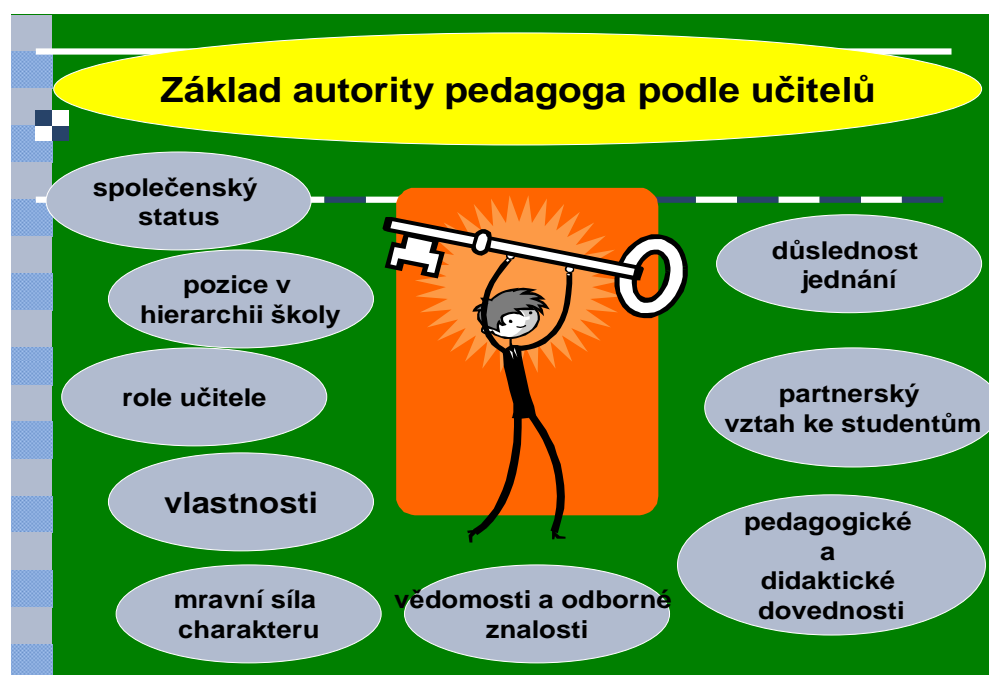 Základ autority pedagoga podle učitelů
společenský
status
pozice v
hierarchii školy
role učitele
vlastnosti
mravní síla
charakteru
vědomosti a odborné
znalosti
důslednost
jednání
partnerský
vztah ke studentům
pedagogické
a
didaktické
dovednosti